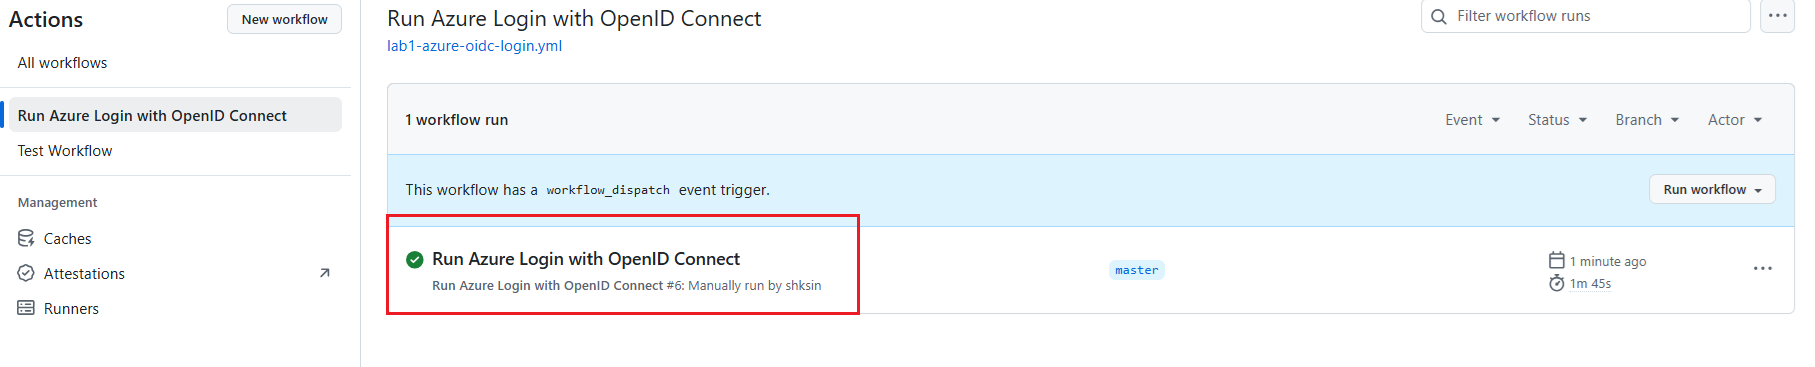 Actions
New workflow
All workflows
Run Azure Login with OpenID Connect
Test Workflow
Management
Caches
Attestations
Runners
Run Azure Login with OpenID Connect
lab1-azure-oidc-login.yml
Filter workflow runs
1 workflow run
Event
Status
Branch
Actor
This workflow has a workflow_dispatch event trigger.
Run workflow
Run Azure Login with OpenID Connect
Run Azure Login with OpenID Connect #6: Manually run by shksin
master
1 minute ago
1m 45s